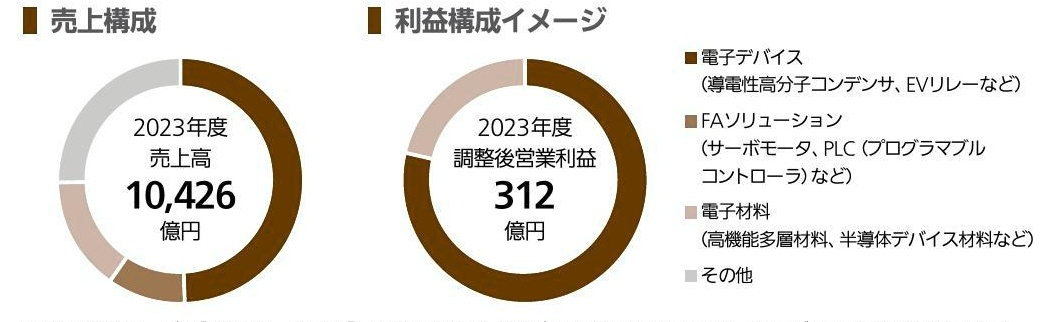 売上構成
2023年度
売上高
10,426
億円
利益構成イメージ
2023年度
調整後営業利益
312
億円
電子デバイス
（導電性高分子コンデンサ、EVリレーなど）
FAソリューション
（サーボモータ、PLC（プログラマブル
コントローラ）など）
電子材料
（高機能多層材料、半導体デバイス材料など）
その他